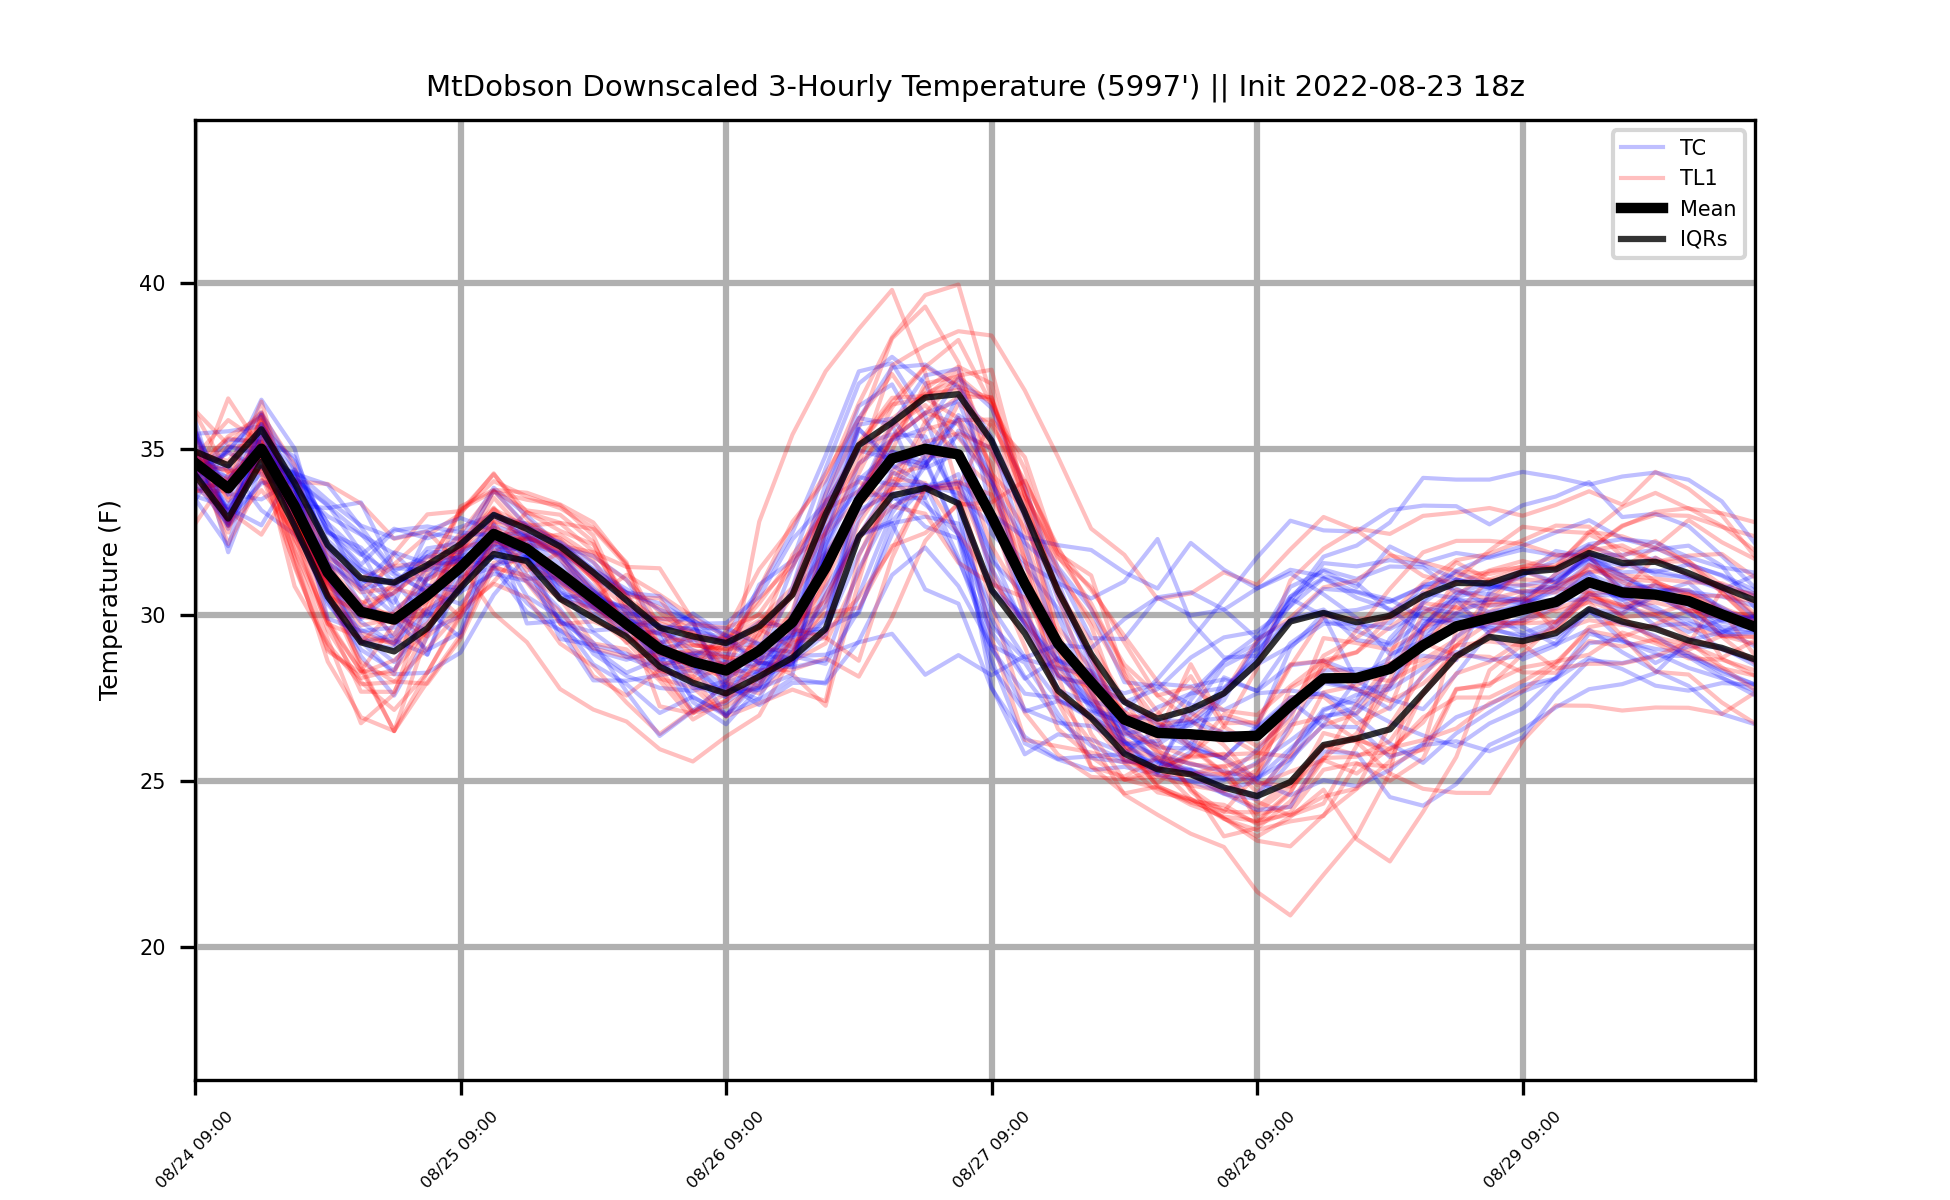 MtDobson Downscaled 3-Hourly Temperature (5997') || Init 2022-08-23 18z
TC
TL1
Mean
IQRs
Temperature (F)
40
35
30
25
20
08/24 09:00
08/25 09:00
08/26 09:00
08/27 09:00
08/28 09:00
08/29 09:00